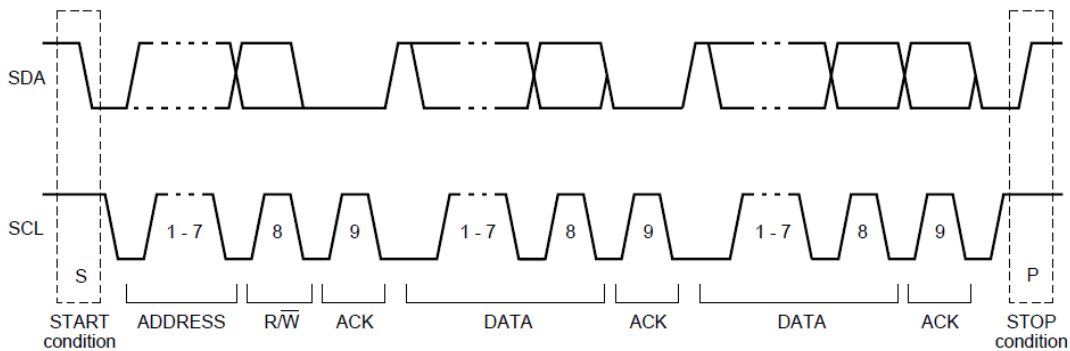 SDA
SCL
1 - 7
8
9
1 - 7
8
9
1 - 7
8
9
S
P
START
condition
ADDRESS
R/W̅
ACK
DATA
ACK
DATA
ACK
STOP
condition